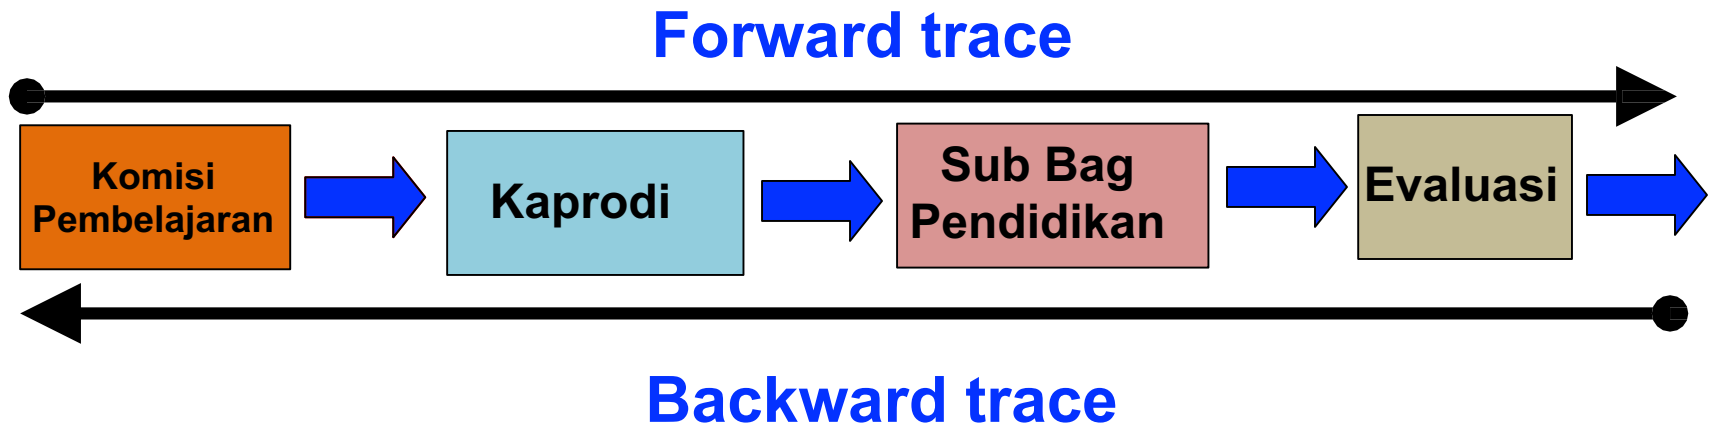 Forward trace
Komisi
Pembelajaran
Kaprodi
Sub Bag
Pendidikan
Evaluasi
Backward trace